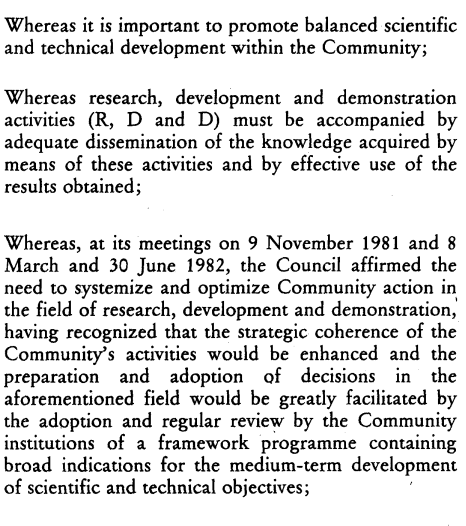 Whereas it is important to promote balanced scientific
and technical development within the Community;
Whereas research, development and demonstration
activities (R, D and D) must be accompanied by
adequate dissemination of the knowledge acquired by
means of these activities and by effective use of the
results obtained;
Whereas, at its meetings on 9 November 1981 and 8
March and 30 June 1982, the Council affirmed the
need to systemize and optimize Community action in
the field of research, development and demonstration,
having recognized that the strategic coherence of the
Community's activities would be enhanced and the
preparation and adoption of decisions in the
aforementioned field would be greatly facilitated by
the adoption and regular review by the Community
institutions of a framework programme containing
broad indications for the medium-term development
of scientific and technical objectives;